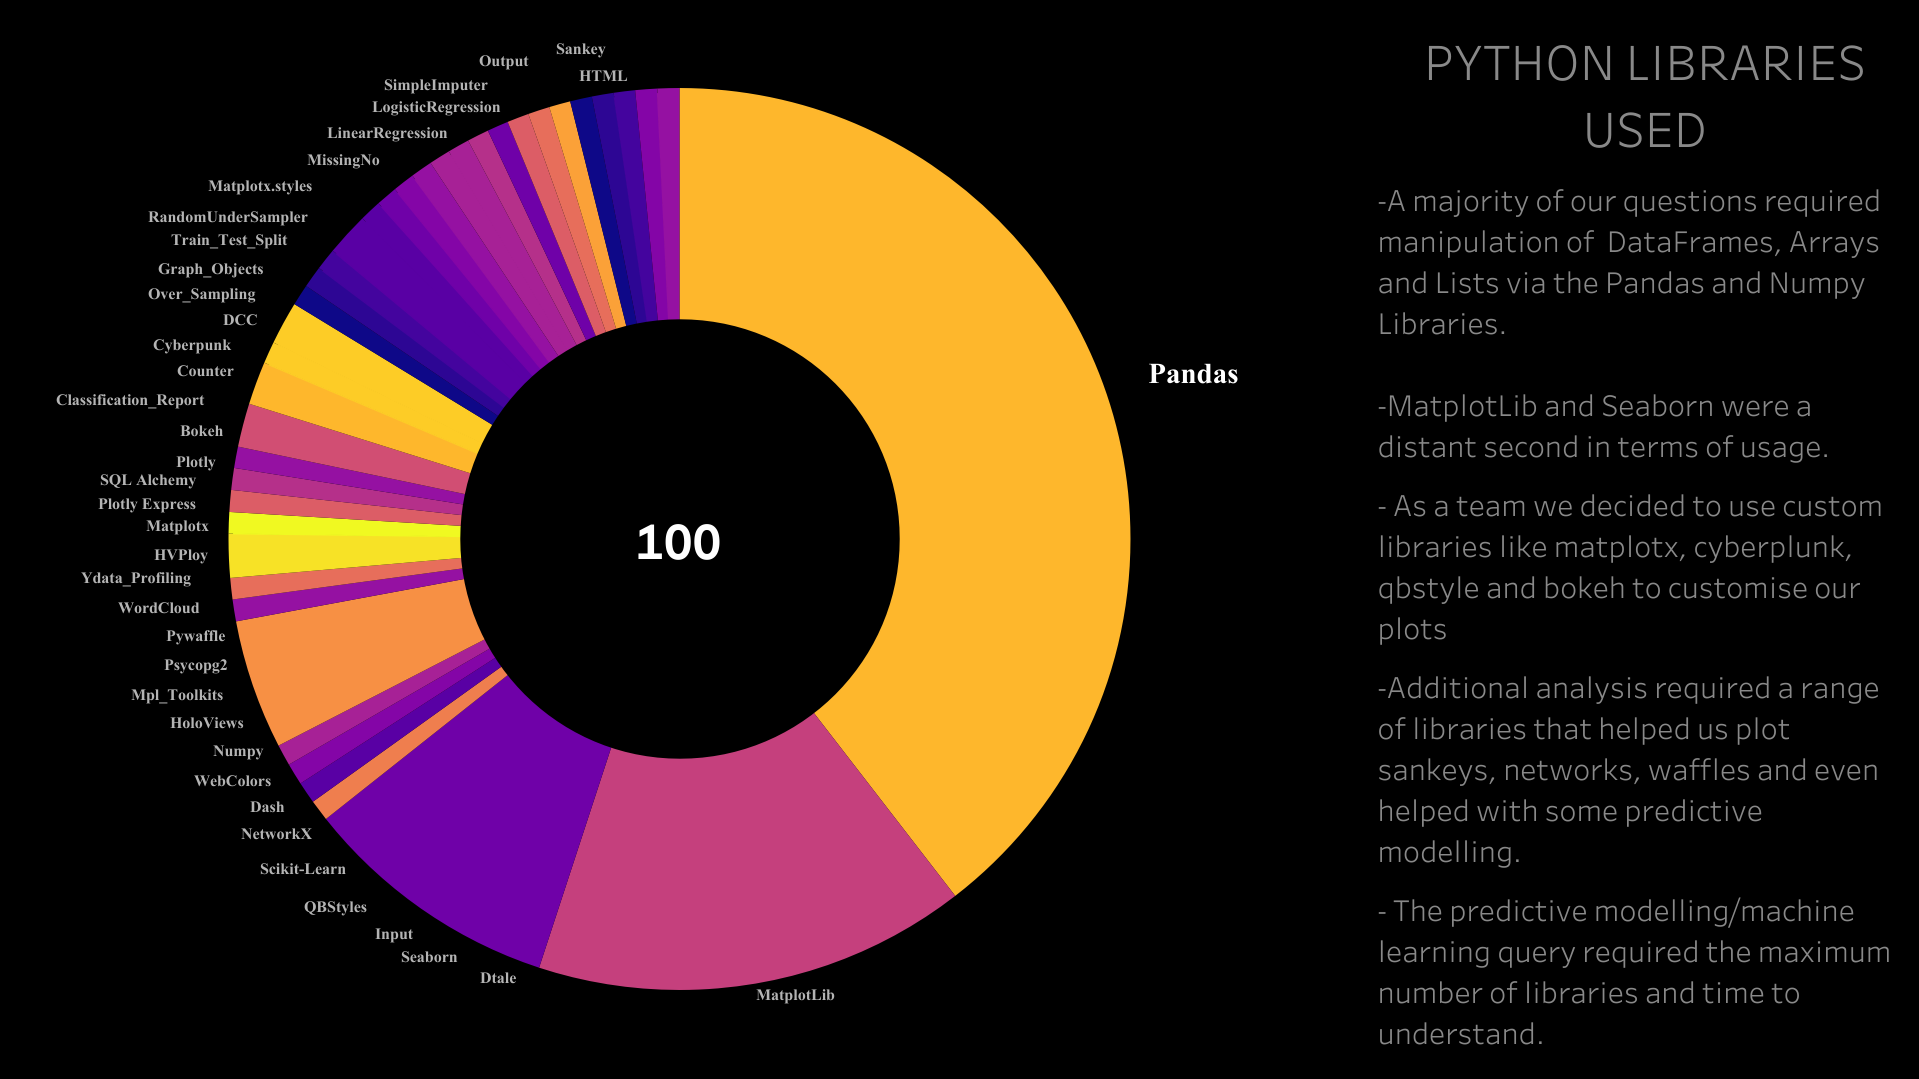 Sankey
Output
HTML
SimpleImputer
LogisticRegression
LinearRegression
MissingNo
Matplotx.styles
RandomUnderSampler
Train_Test_Split
Graph_Objects
Over_Sampling
DCC
Cyberpunk
Counter
Classification_Report
Bokeh
Plotly
SQL Alchemy
Plotly Express
Matplotx
HVPloy
Ydata_Profiling
WordCloud
Pywaffle
Psycopg2
Mpl_Toolkits
HoloViews
Numpy
WebColors
Dash
NetworkX
Scikit-Learn
QBStyles
Input
Seaborn
Dtale
MatplotLib
Pandas
100
PYTHON LIBRARIES
USED
-A majority of our questions required
manipulation of  DataFrames, Arrays
and Lists via the Pandas and Numpy
Libraries.
-MatplotLib and Seaborn were a
distant second in terms of usage.
- As a team we decided to use custom
libraries like matplotx, cyberplunk,
qbstyle and bokeh to customise our
plots
-Additional analysis required a range
of libraries that helped us plot
sankeys, networks, waffles and even
helped with some predictive
modelling.
- The predictive modelling/machine
learning query required the maximum
number of libraries and time to
understand.